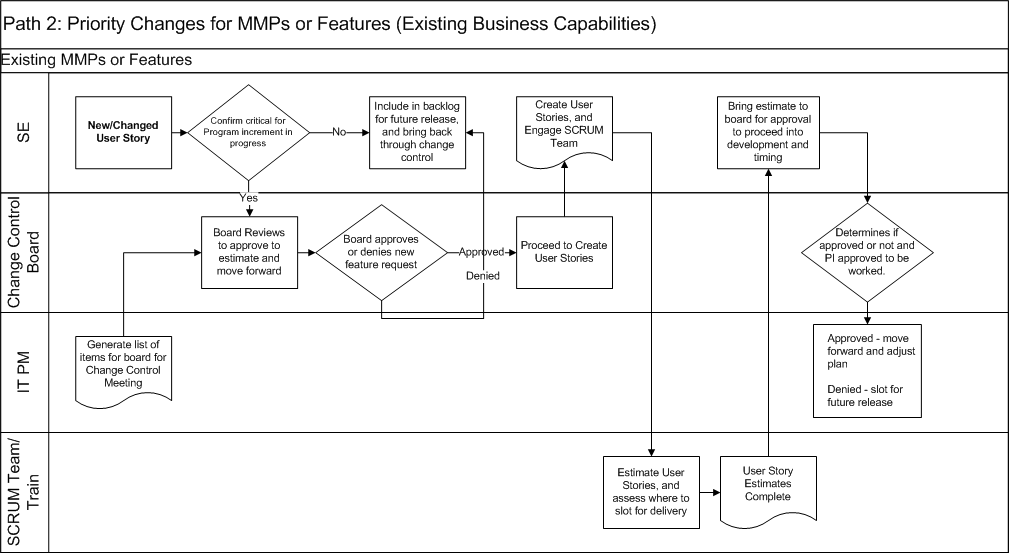 Path 2: Priority Changes for MMPs or Features (Existing Business Capabilities)
Existing MMPs or Features
SE
New/Changed
User Story
Confirm critical for
Program increment in
progress
No
Include in backlog
for future release,
and bring back
through change
control
Create User
Stories, and
Engage SCRUM
Team
Bring estimate to
board for approval
to proceed into
development and
timing
Yes
Change Control
Board
Board Reviews
to approve to
estimate and
move forward
Board approves
or denies new
feature request
Approved
Denied
Proceed to Create
User Stories
Determines if
approved or not and
PI approved to be
worked.
IT PM
Generate list of
items for board for
Change Control
Meeting
Approved - move
forward and adjust
plan
Denied - slot for
future release
SCRUM Team/
Train
Estimate User
Stories, and
assess where to
slot for delivery
User Story
Estimates
Complete